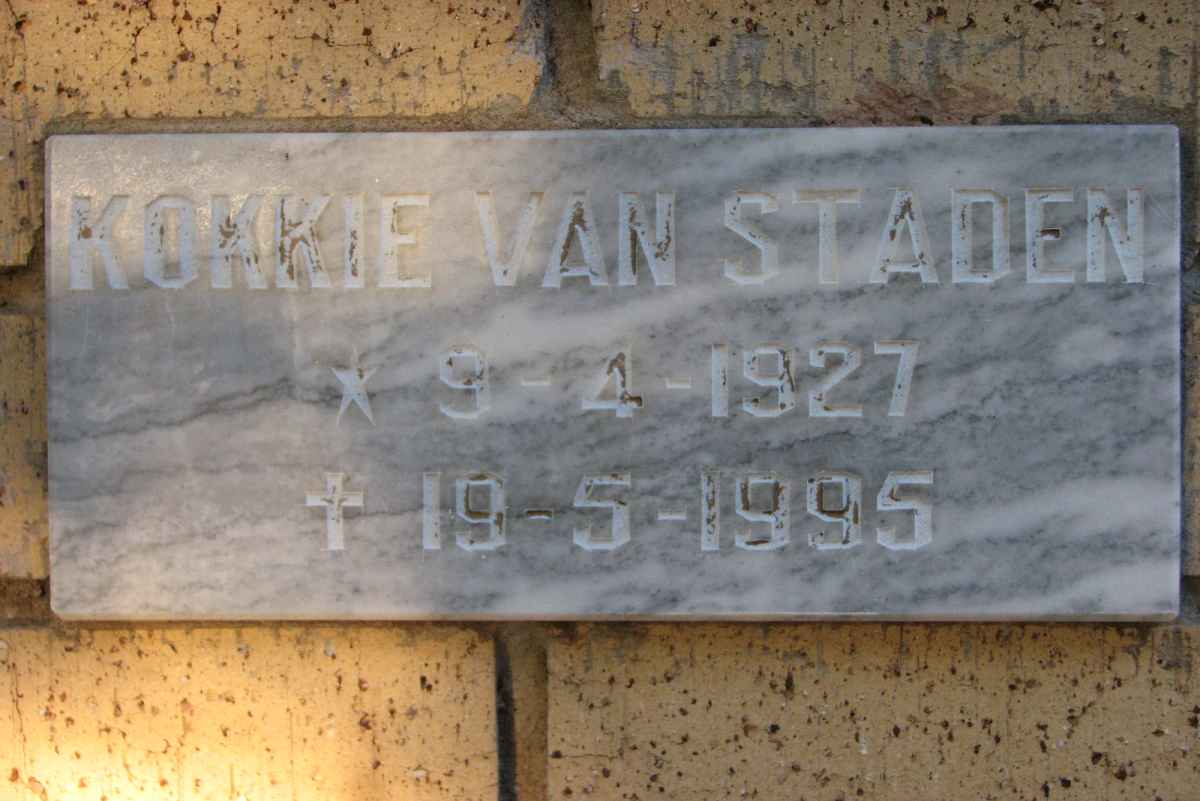 KOKKIE VAN STADEN
★ 9-4-1927
✝ 19-5-1995